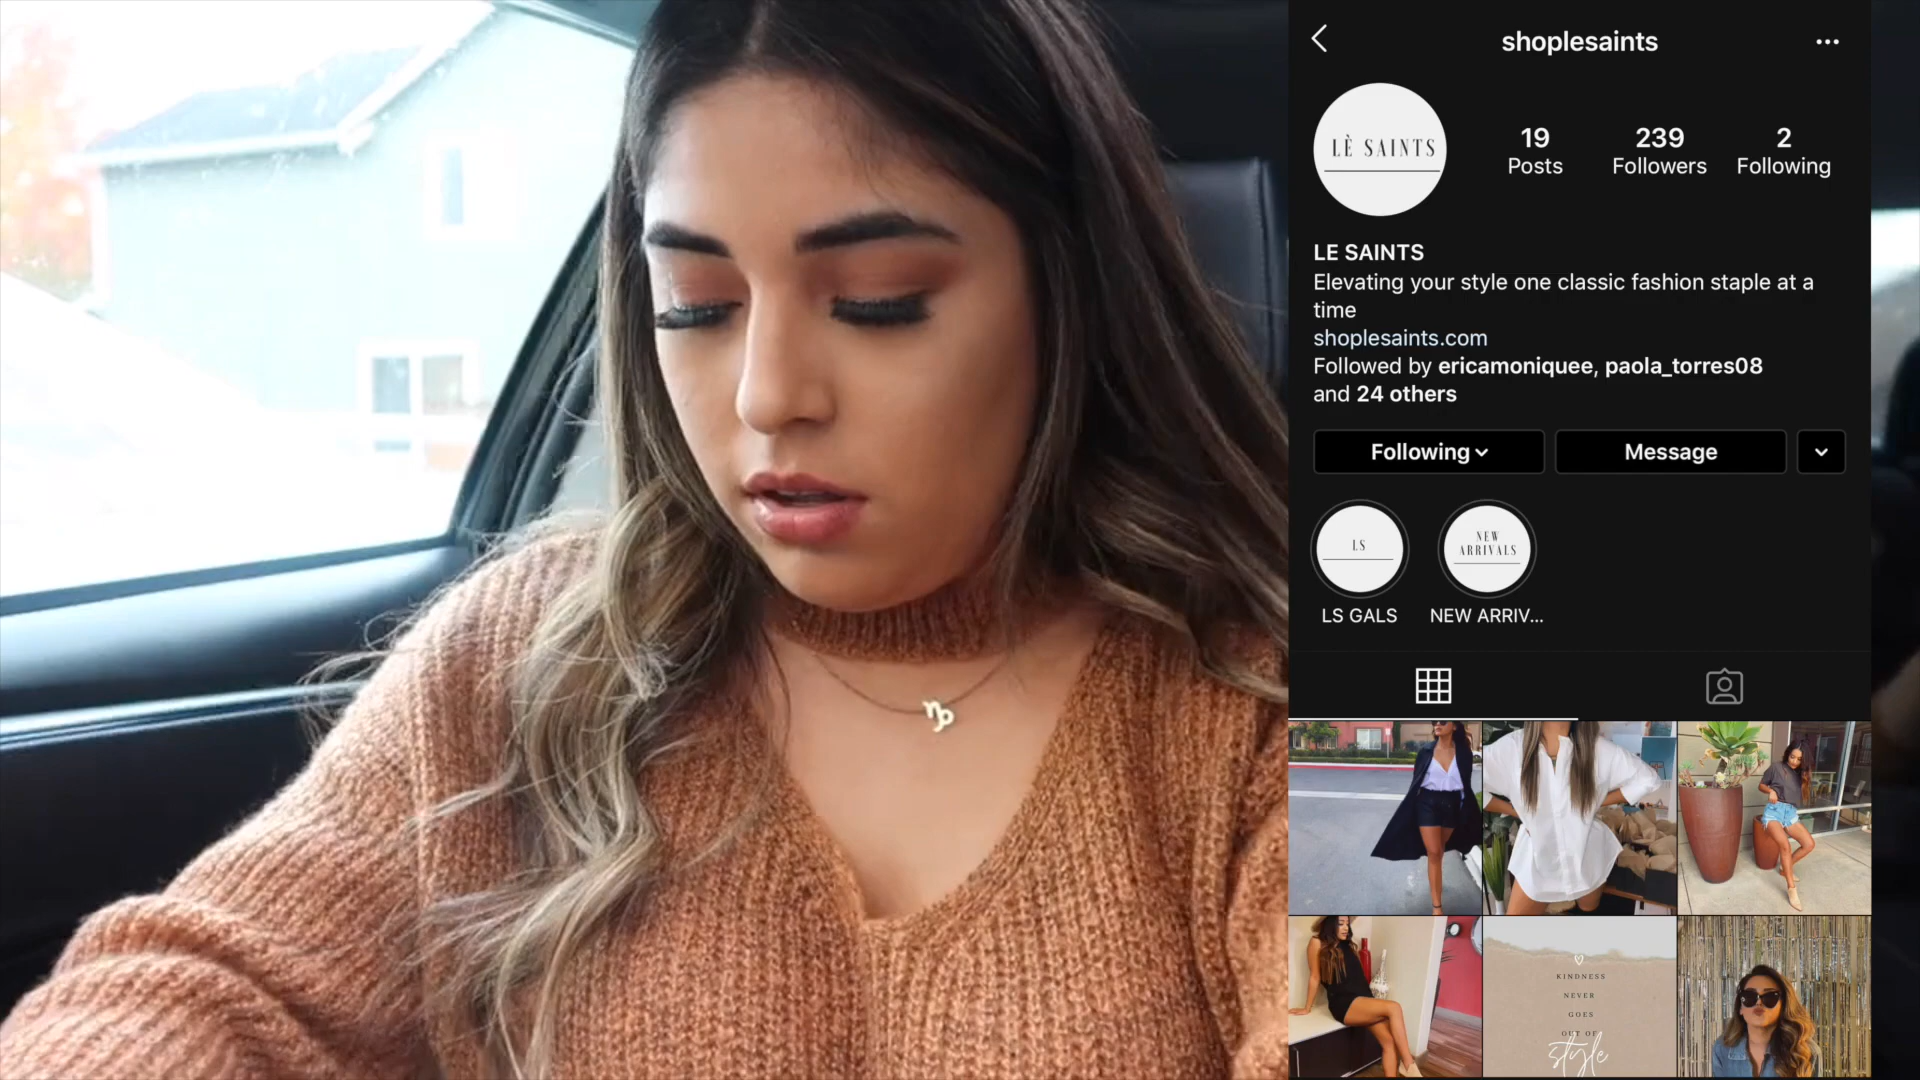 shoplesaints
LÈ SAINTS
19
Posts
239
Followers
2
Following
LE SAINTS
Elevating your style one classic fashion staple at a
time
shoplesaints.com
Followed by ericamoniquee, paola_torres08
and 24 others
Following
Message
LS
NEW
ARRIVALS
LS GALS
NEW ARRIV...
KINDNESS
NEVER
GOES
OUT OF
style